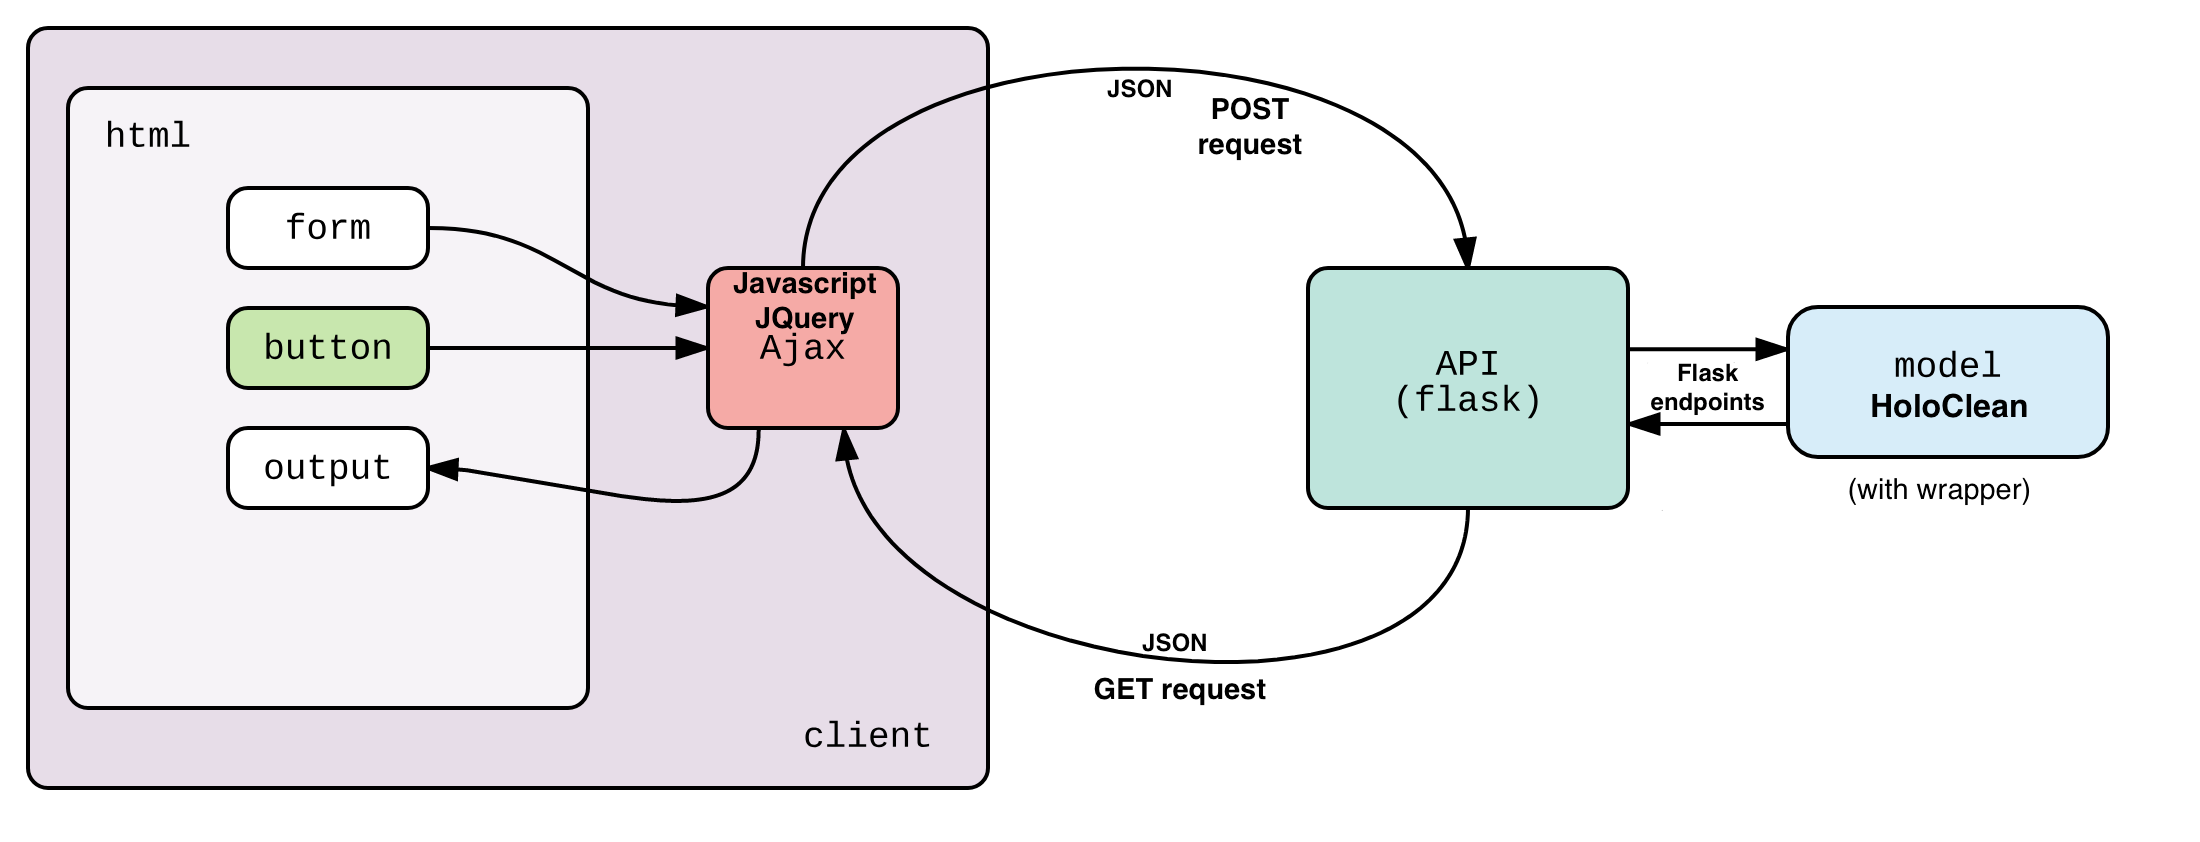 html
form
button
output
client
Javascript
JQuery
Ajax
JSON
POST
request
JSON
GET request
API
(flask)
Flask
endpoints
model
HoloClean
(with wrapper)